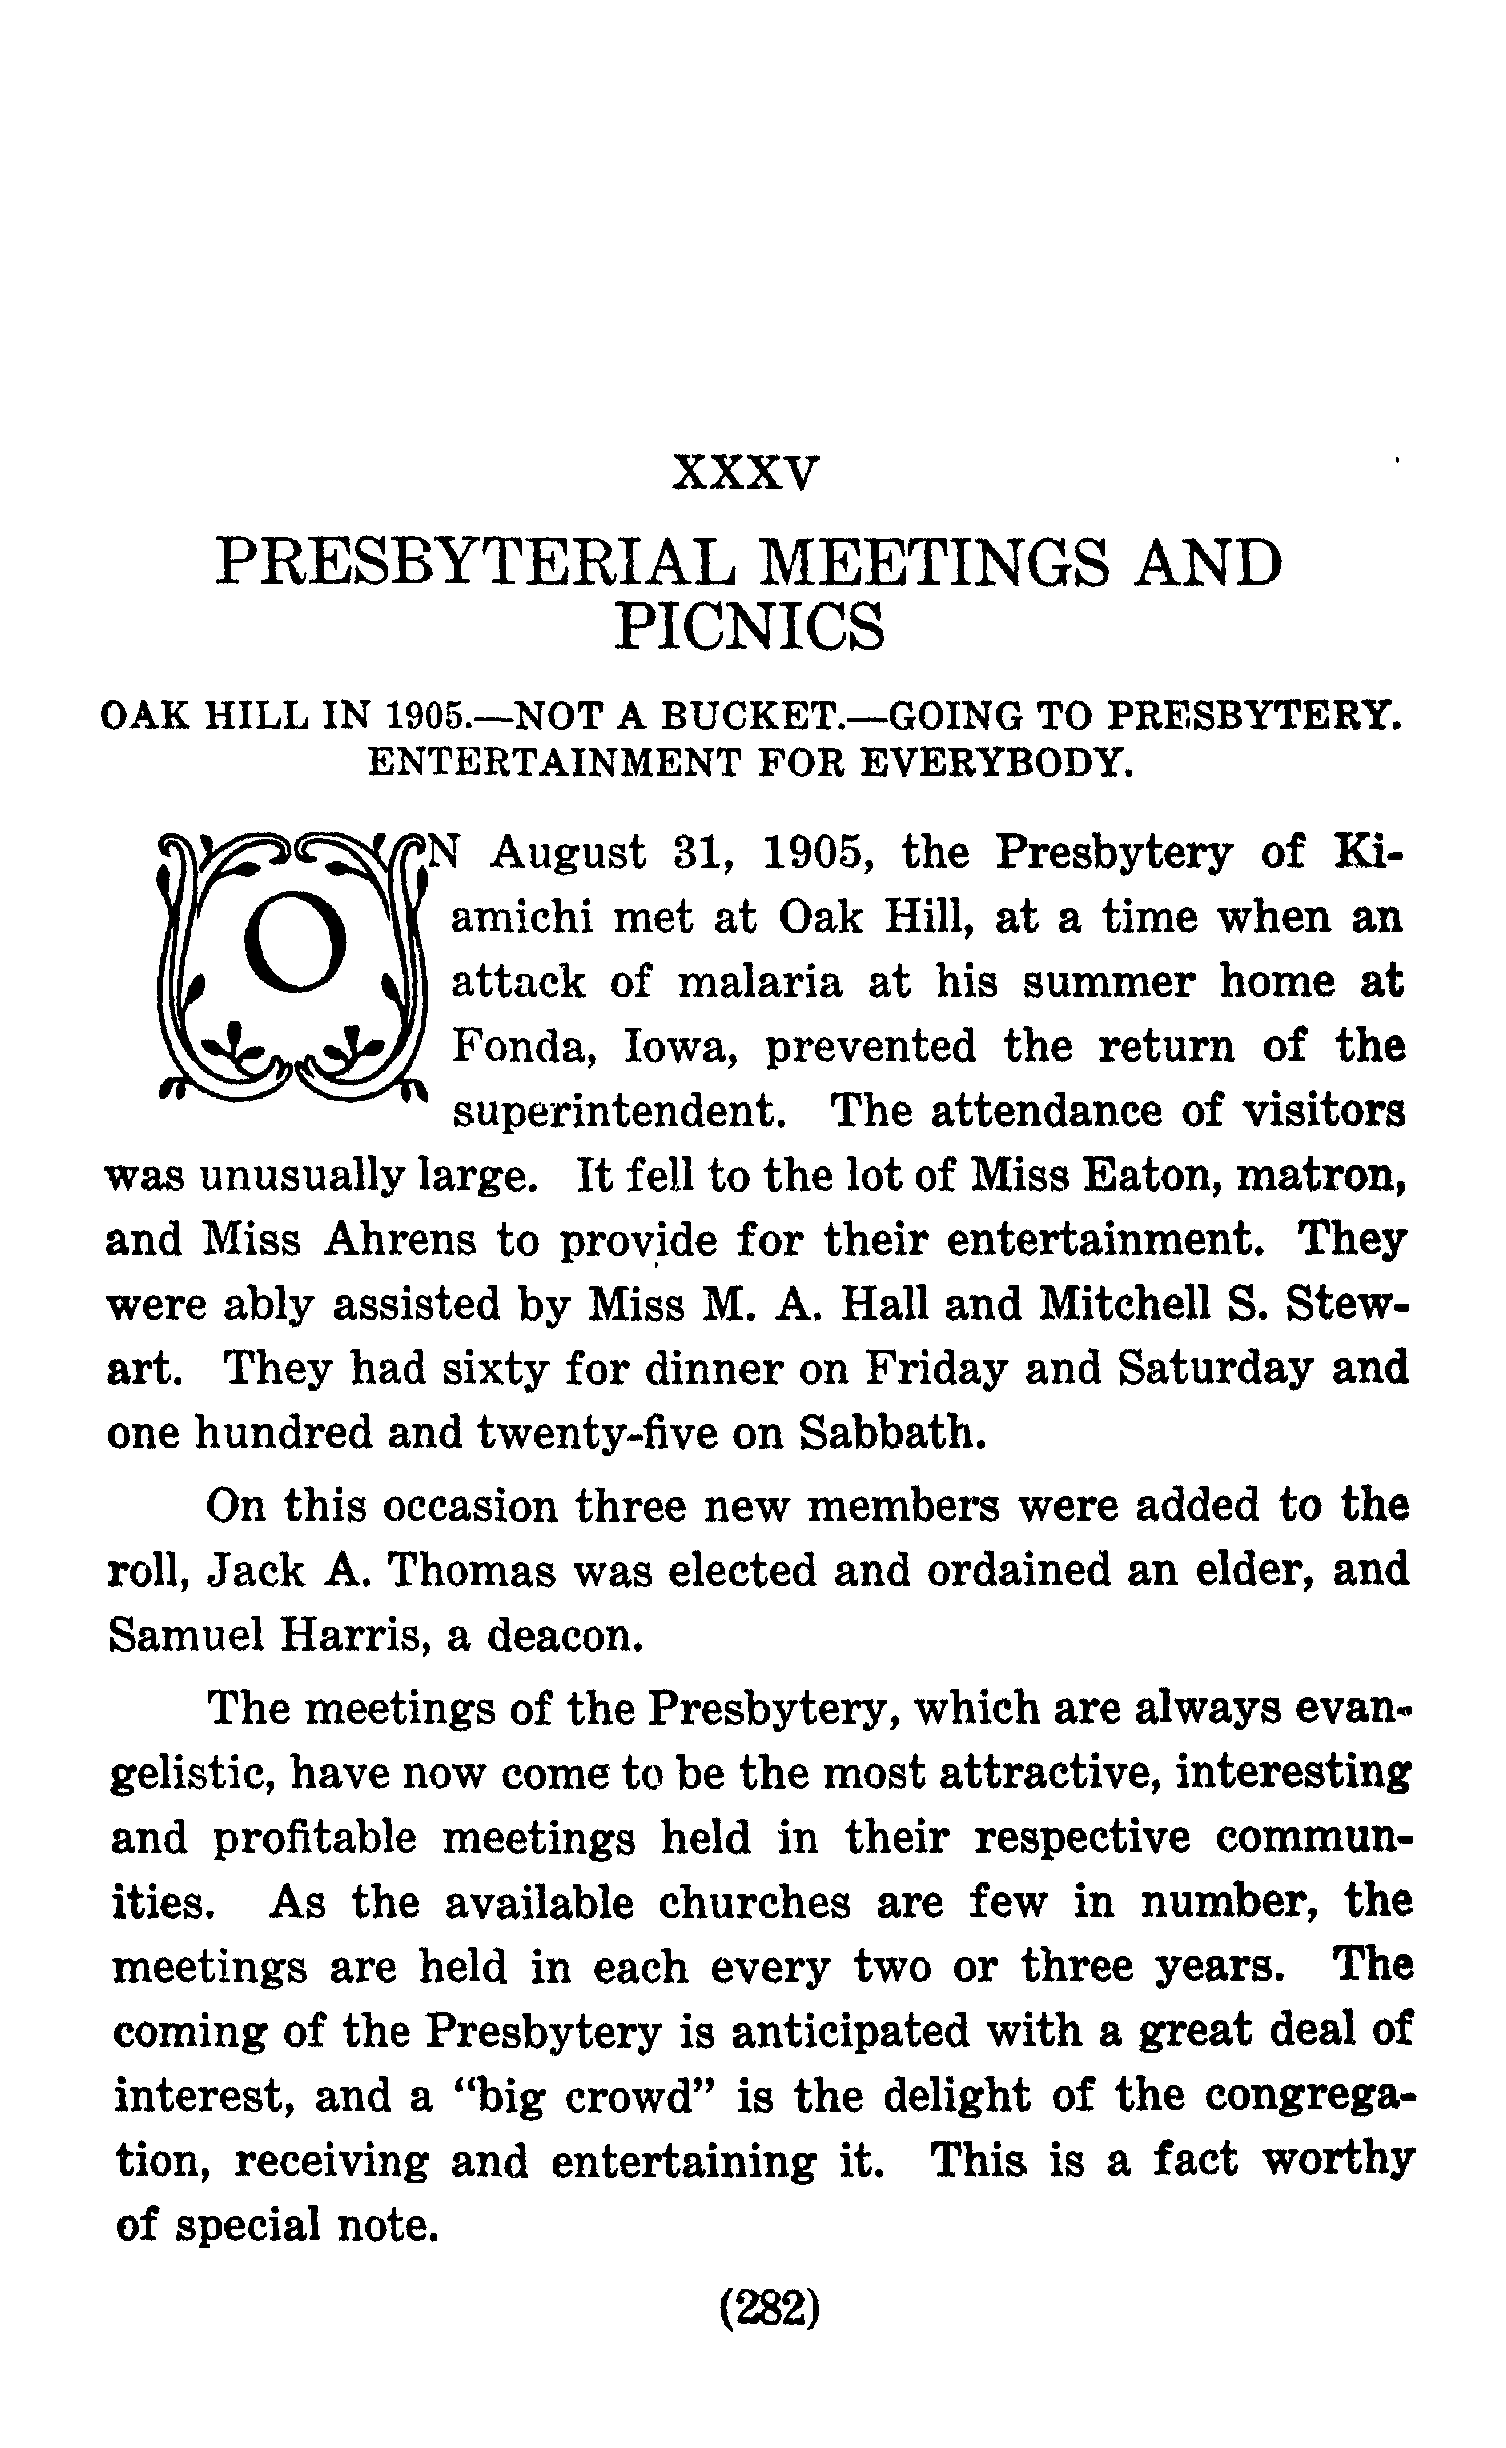 XXXV
PRESBYTERIAL MEETINGS AND
PICNICS
OAK HILL IN 1905.—NOT A BUCKET.—GOING TO PRESBYTERY.
ENTERTAINMENT FOR EVERYBODY.
ON August 31, 1905, the Presbytery of Ki-
amichi met at Oak Hill, at a time when an
attack of malaria at his summer home at
Fonda, Iowa, prevented the return of the
superintendent. The attendance of visitors
was unusually large. It fell to the lot of Miss Eaton, matron,
and Miss Ahrens to provide for their entertainment. They
were ably assisted by Miss M. A. Hall and Mitchell S. Stew-
art. They had sixty for dinner on Friday and Saturday and
one hundred and twenty-five on Sabbath.
On this occasion three new members were added to the
roll, Jack A. Thomas was elected and ordained an elder, and
Samuel Harris, a deacon.
The meetings of the Presbytery, which are always evan-
gelistic, have now come to be the most attractive, interesting
and profitable meetings held in their respective commun-
ities. As the available churches are few in number, the
meetings are held in each every two or three years. The
coming of the Presbytery is anticipated with a great deal of
interest, and a "big crowd" is the delight of the congrega-
tion, receiving and entertaining it. This is a fact worthy
of special note.
(282)